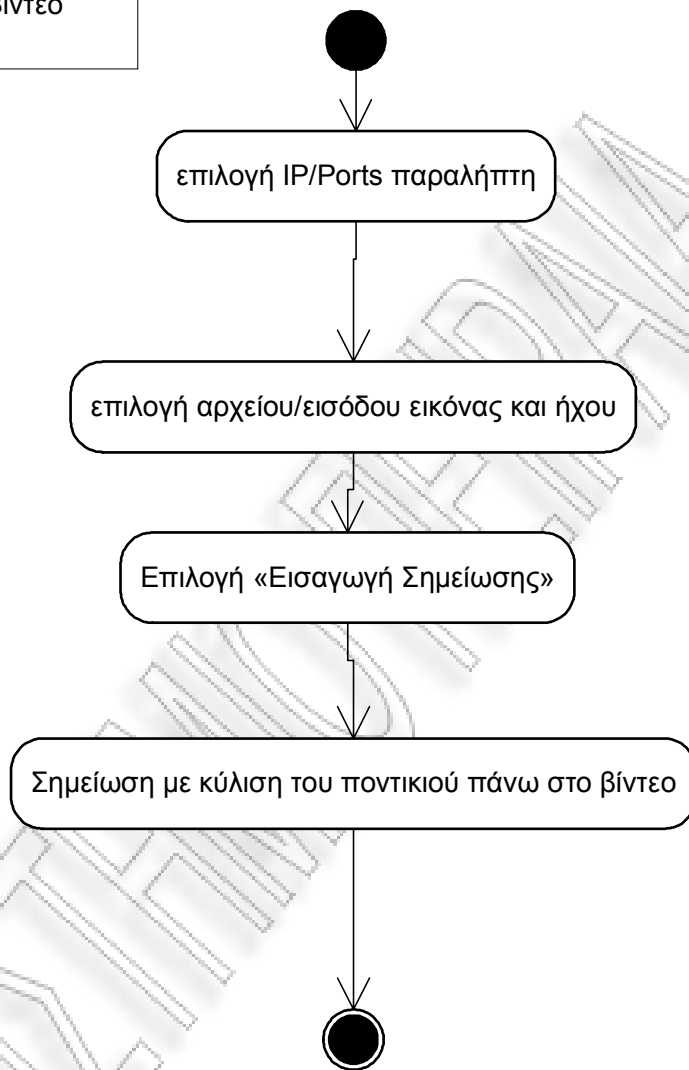 βίντεο
επιλογή IP/Ports παραλήπτη
επιλογή αρχείου/εισόδου εικόνας και ήχου
Επιλογή «Εισαγωγή Σημείωσης»
Σημείωση με κύλιση του ποντικιού πάνω στο βίντεο